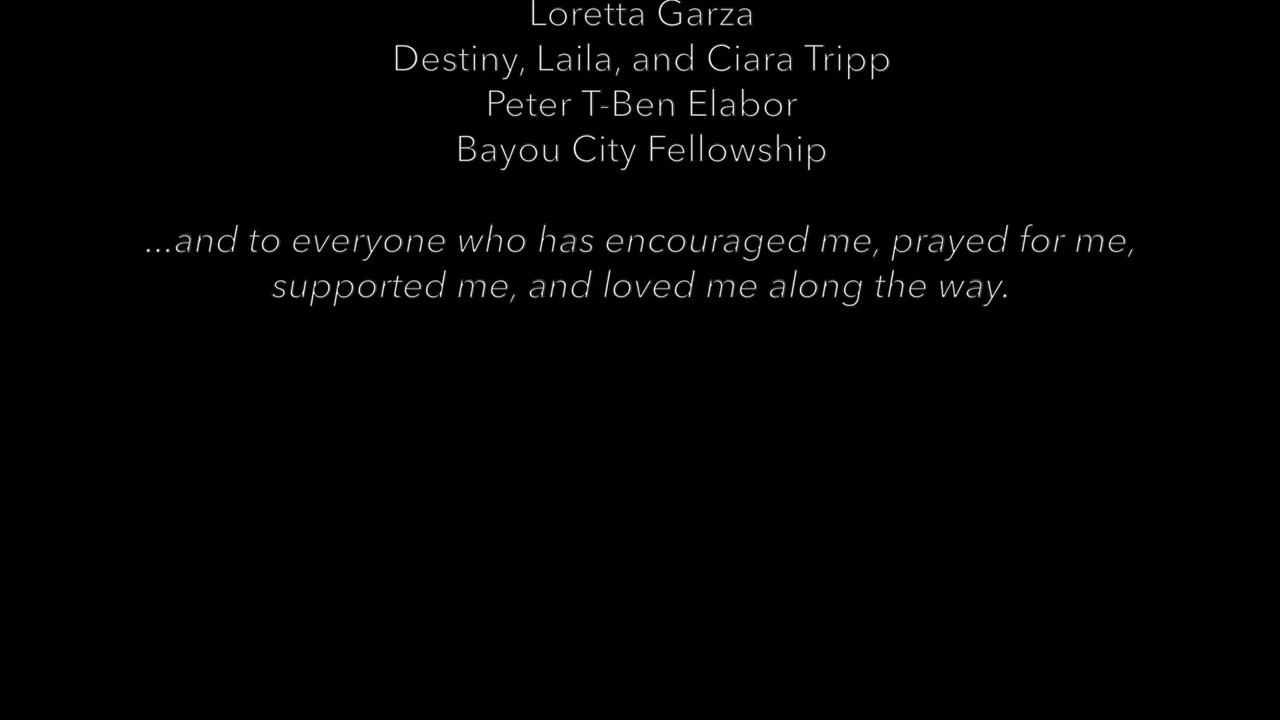 Loretta Garza
Destiny, Laila, and Ciara Tripp
Peter T-Ben Elabor
Bayou City Fellowship
...and to everyone who has encouraged me, prayed for me,
supported me, and loved me along the way.